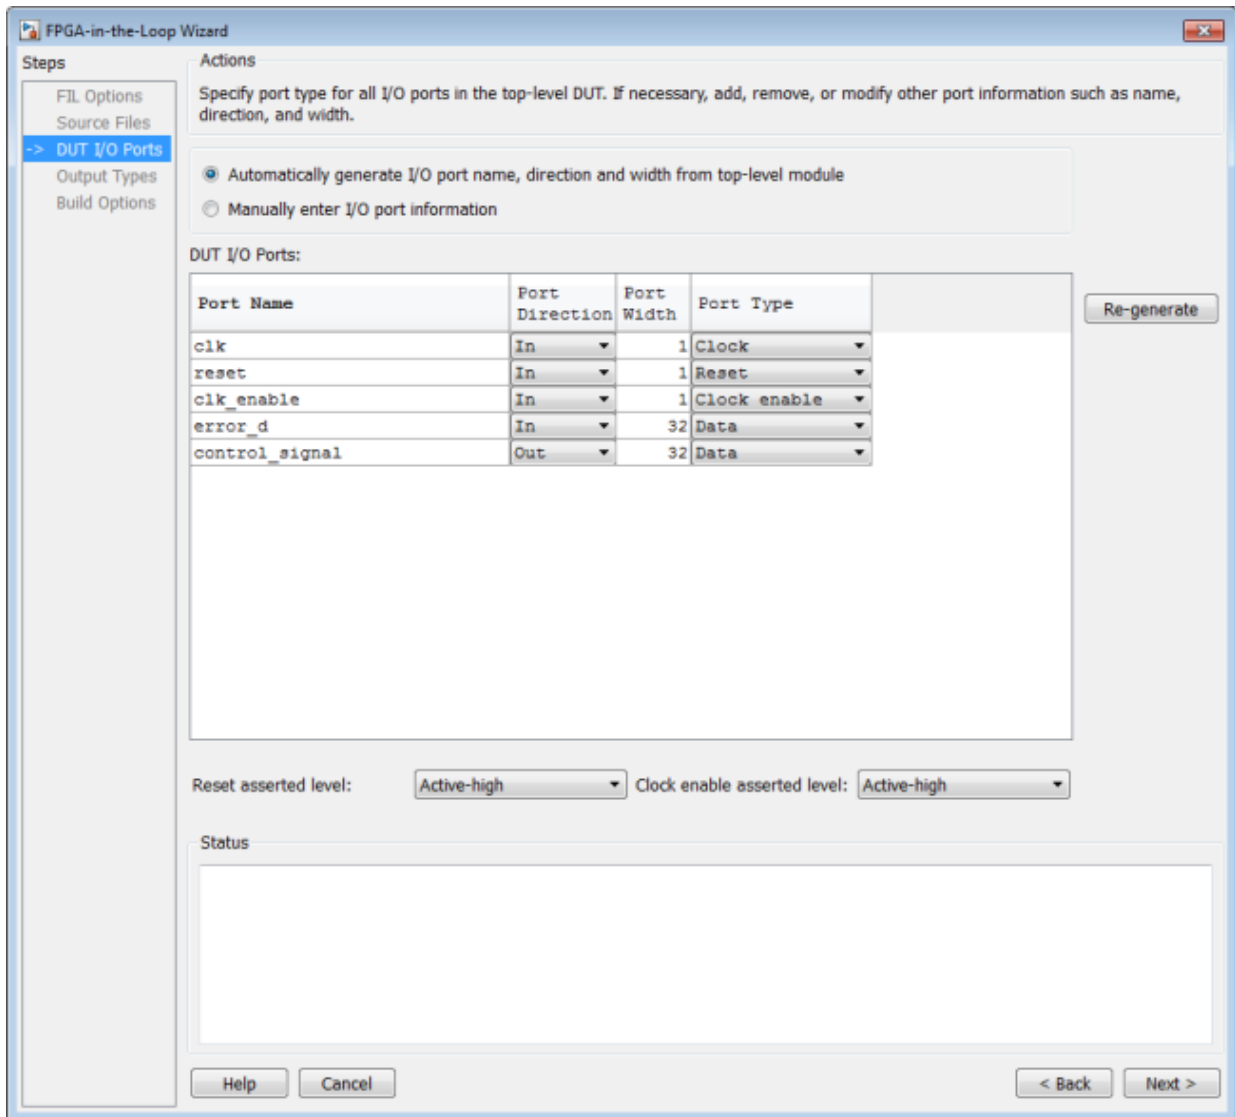 FPGA-in-the-Loop Wizard
Steps
FIL Options
Source Files
-> DUT I/O Ports
Output Types
Build Options
Actions
Specify port type for all I/O ports in the top-level DUT. If necessary, add, remove, or modify other port information such as name,
direction, and width.
Automatically generate I/O port name, direction and width from top-level module
Manually enter I/O port information
DUT I/O Ports:
Port Name Port Direction Port Width Port Type
clk In 1 Clock
reset In 1 Reset
clk_enable In 1 Clock enable
error_d In 32 Data
control_signal Out 32 Data
Re-generate
Reset asserted level: Active-high Clock enable asserted level: Active-high
Status
Help Cancel < Back Next >